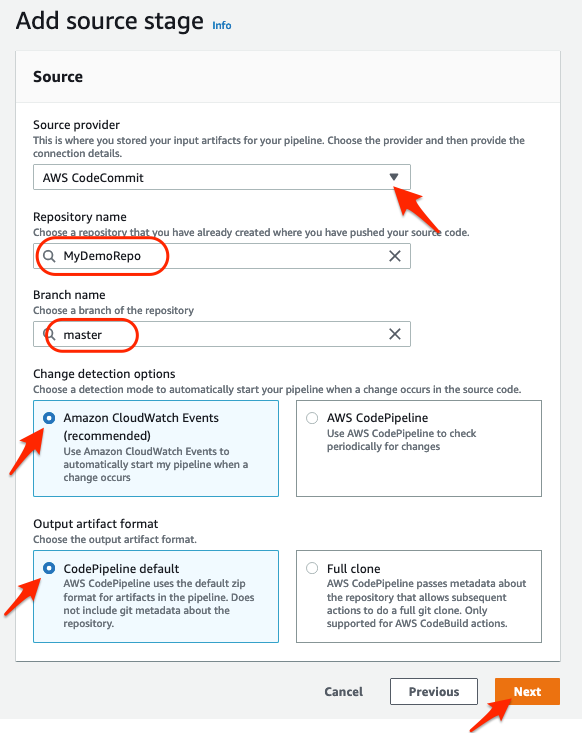 Add source stage Info
Source
Source provider
This is where you stored your input artifacts for your pipeline. Choose the provider and then provide the
connection details.
AWS CodeCommit
Repository name
Choose a repository that you have already created where you have pushed your source code.
MyDemoRepo
Branch name
Choose a branch of the repository
master
Change detection options
Choose a detection mode to automatically start your pipeline when a change occurs in the source code.
Amazon CloudWatch Events
(recommended)
Use Amazon CloudWatch Events to
automatically start my pipeline when a
change occurs
AWS CodePipeline
Use AWS CodePipeline to check
periodically for changes
Output artifact format
Choose the output artifact format.
CodePipeline default
AWS CodePipeline uses the default zip
format for artifacts in the pipeline. Does
not include git metadata about the
repository.
Full clone
AWS CodePipeline passes metadata about
the repository that allows subsequent
actions to do a full git clone. Only
supported for AWS CodeBuild actions.
Cancel
Previous
Next